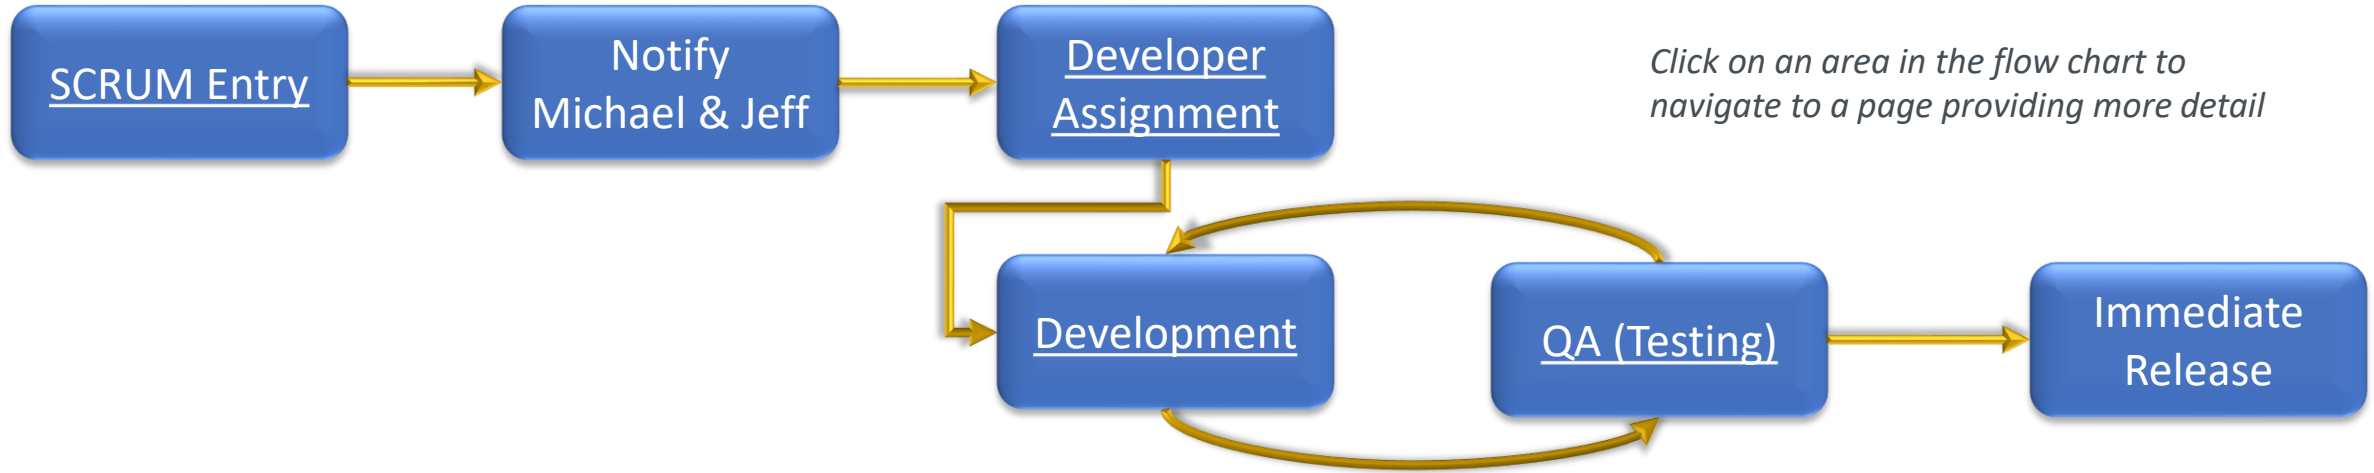 SCRUM Entry
Notify
Michael & Jeff
Developer
Assignment
Click on an area in the flow chart to
navigate to a page providing more detail
Development
QA (Testing)
Immediate
Release